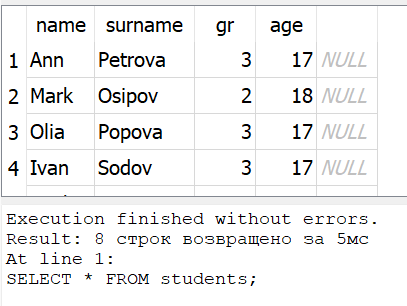 name surname gr age
1 Ann Petrova 3 17 NULL
2 Mark Osipov 2 18 NULL
3 Olia Popova 3 17 NULL
4 Ivan Sodov 3 17 NULL
Execution finished without errors.
Result: 8 строк возвращено за 5мс
At line 1:
SELECT * FROM students;